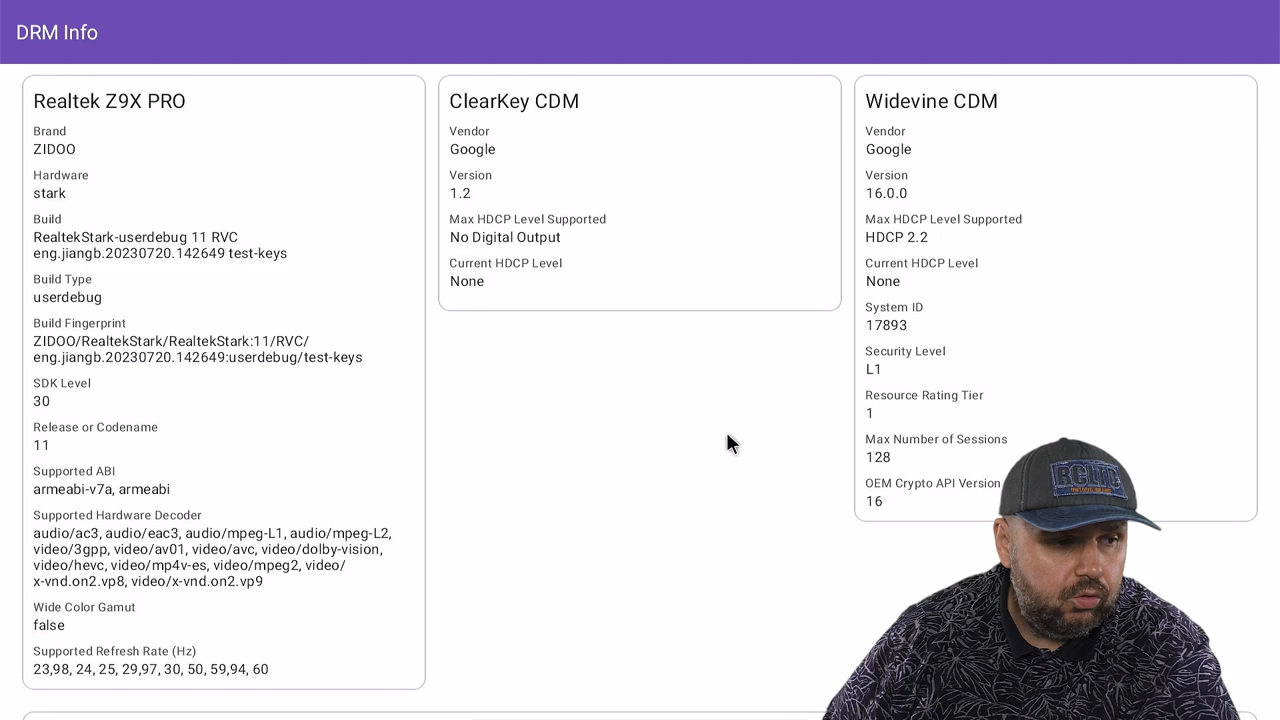 DRM Info
Realtek Z9X PRO
Brand
ZIDOO
Hardware
stark
Build
RealtekStark-userdebug 11 RVC
eng.jiangb.20230720.142649 test-keys
Build Type
userdebug
Build Fingerprint
ZIDOO/RealtekStark/RealtekStark:11/RVC/
eng.jiangb.20230720.142649:userdebug/test-keys
SDK Level
30
Release or Codename
11
Supported ABI
armeabi-v7a, armeabi
Supported Hardware Decoder
audio/ac3, audio/eac3, audio/mpeg-L1, audio/mpeg-L2,
video/3gpp, video/av01, video/avc, video/dolby-vision,
video/hevc, video/mp4v-es, video/mpeg2, video/
x-vnd.on2.vp8, video/x-vnd.on2.vp9
Wide Color Gamut
false
Supported Refresh Rate (Hz)
23,98, 24, 25, 29,97, 30, 50, 59,94, 60
ClearKey CDM
Vendor
Google
Version
1.2
Max HDCP Level Supported
No Digital Output
Current HDCP Level
None
Widevine CDM
Vendor
Google
Version
16.0.0
Max HDCP Level Supported
HDCP 2.2
Current HDCP Level
None
System ID
17893
Security Level
L1
Resource Rating Tier
1
Max Number of Sessions
128
OEM Crypto API Version
16